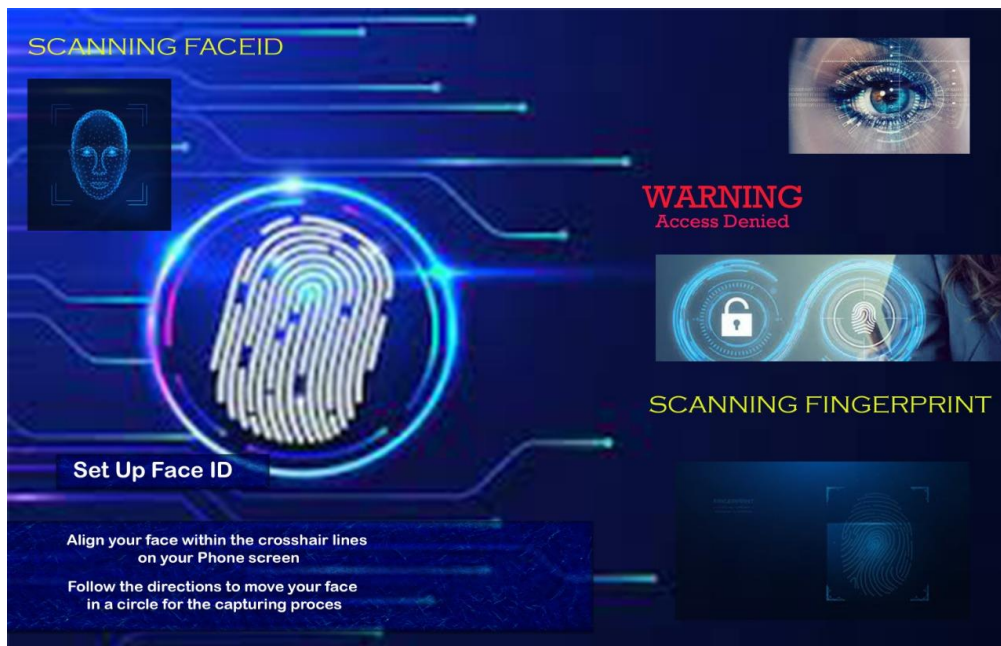 SCANNING FACEID
WARNING
Access Denied
SCANNING FINGERPRINT
Set Up Face ID
FINGERPRINT
Align your face within the crosshair lines
on your Phone screen
Follow the directions to move your face
in a circle for the capturing proces